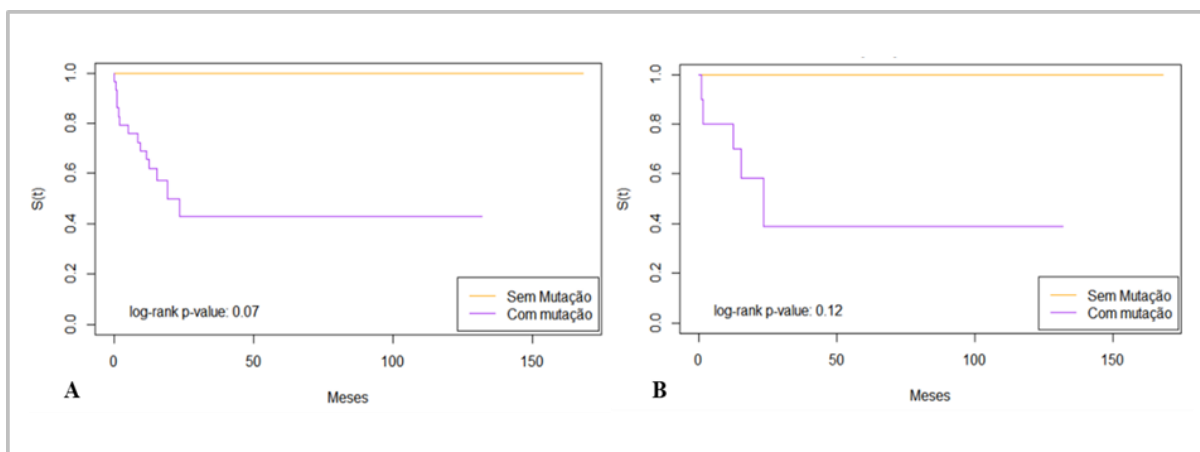 1.0
0.8
0.6
0.4
0.2
0.0
S(t)
log-rank p-value: 0.07
Sem Mutação
Com mutação
0 50 100 150
A
Meses
1.0
0.8
0.6
0.4
0.2
0.0
S(t)
log-rank p-value: 0.12
Sem Mutação
Com mutação
0 50 100 150
B
Meses